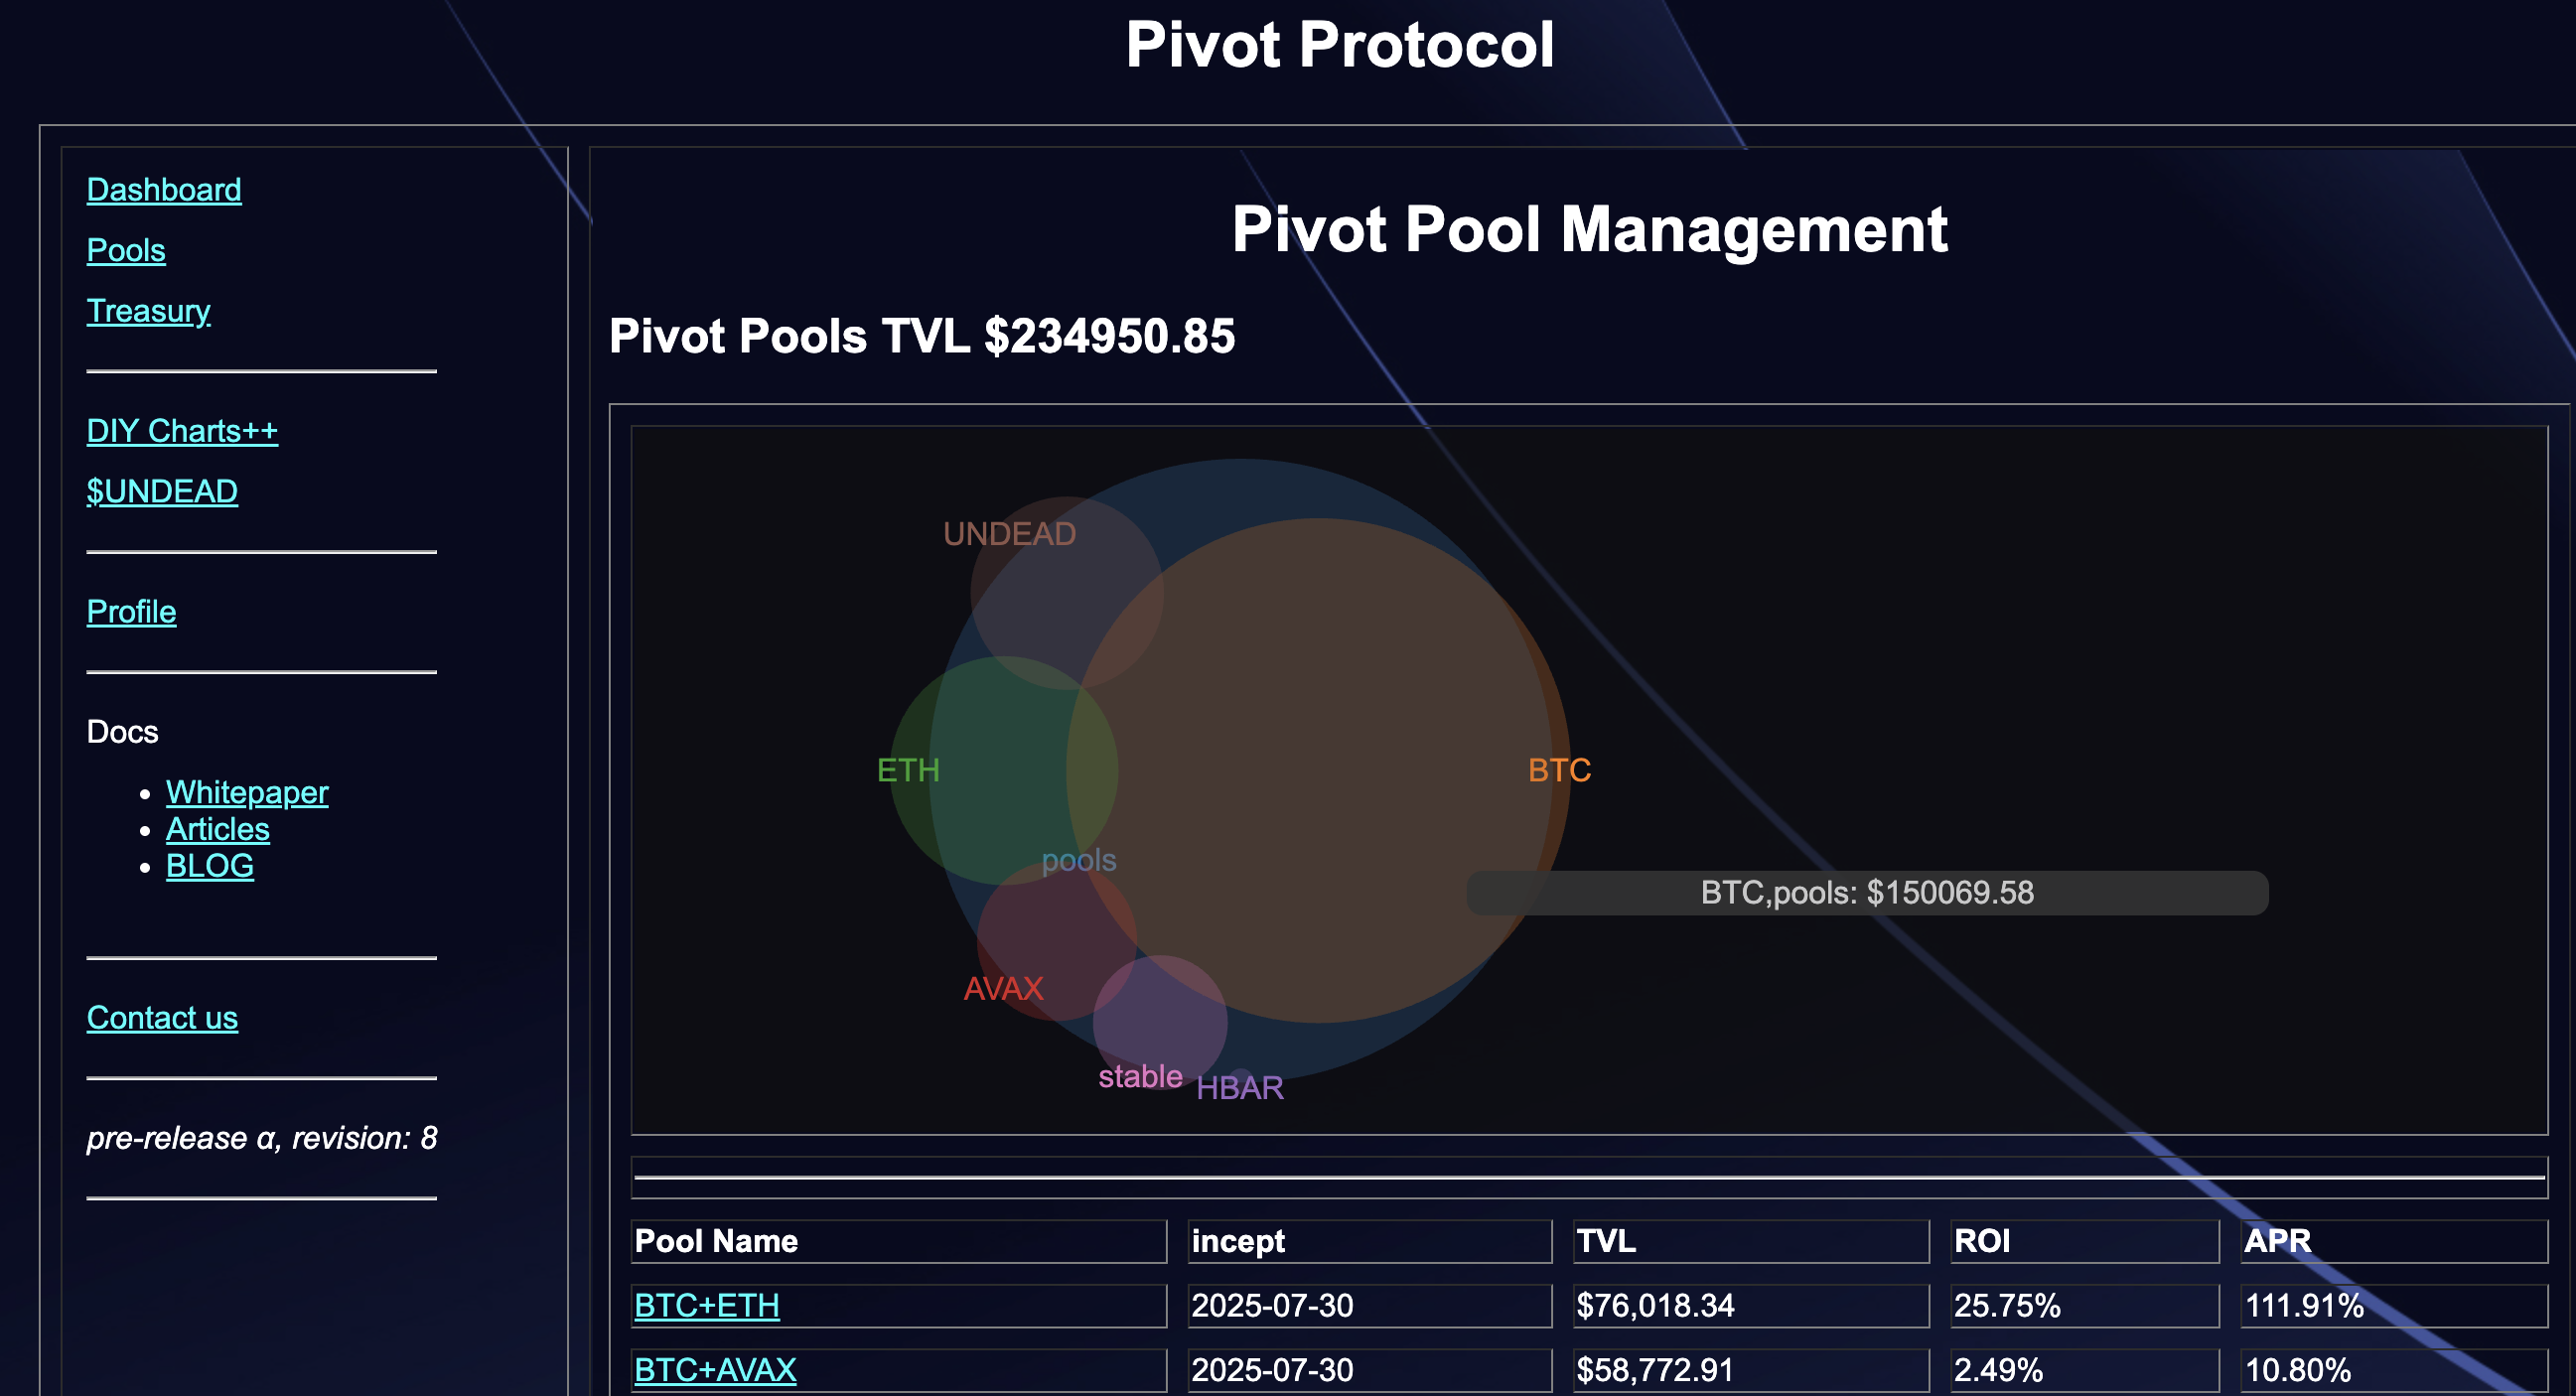 Pivot Protocol
Dashboard
Pools
Treasury
DIY Charts++
$UNDEAD
Profile
Docs
• Whitepaper
• Articles
• BLOG
Contact us
pre-release α, revision: 8
Pivot Pool Management
Pivot Pools TVL $234950.85
UNDEAD
ETH
BTC
pools
BTC,pools: $150069.58
AVAX
stable
HBAR
Pool Name incept TVL ROI APR
BTC+ETH 2025-07-30 $76,018.34 25.75% 111.91%
BTC+AVAX 2025-07-30 $58,772.91 2.49% 10.80%